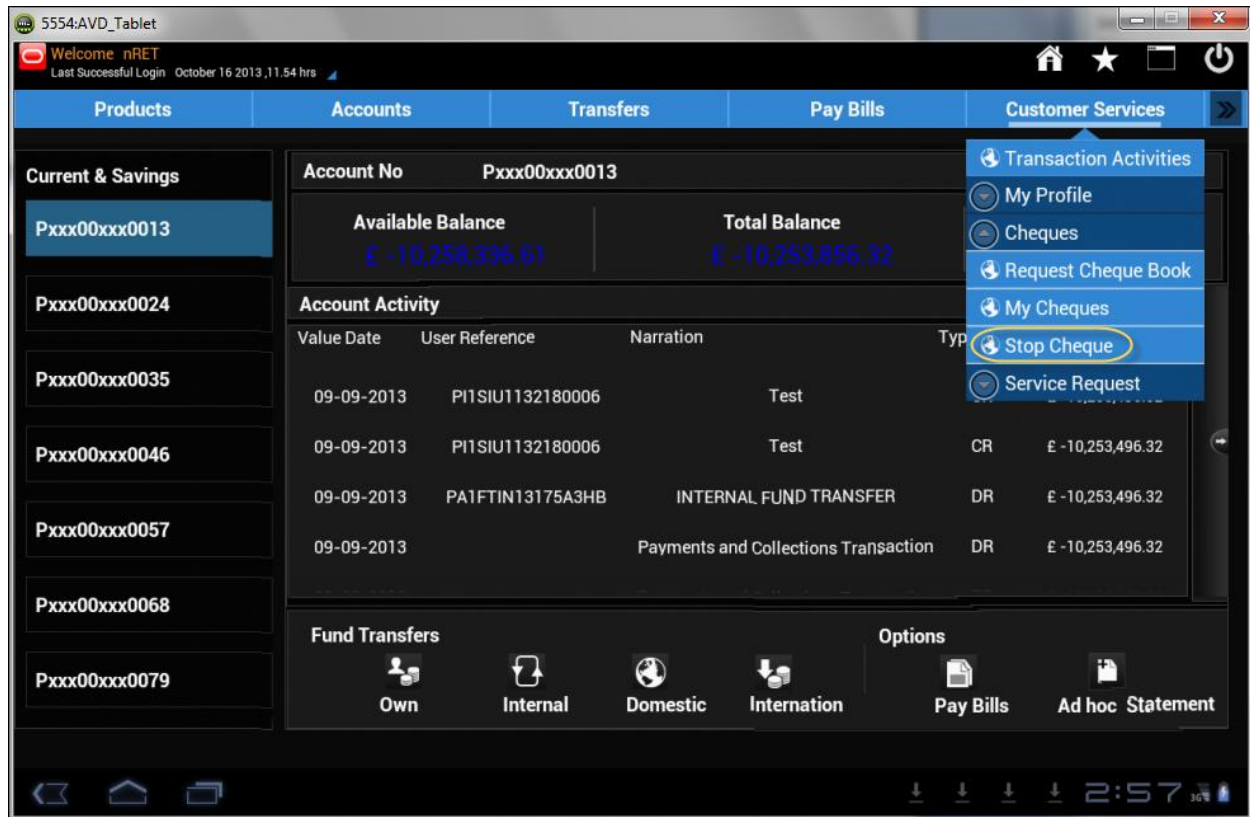 5554:AVD_Tablet
Welcome nRET
Last Successful Login October 16 2013 ,11.54 hrs
Products Accounts Transfers Pay Bills Customer Services
Current & Savings
Pxxx00xxx0013
Pxxx00xxx0024
Pxxx00xxx0035
Pxxx00xxx0046
Pxxx00xxx0057
Pxxx00xxx0068
Pxxx00xxx0079
Account No Pxxx00xxx0013
Available Balance Total Balance
£ -10,258,396.61 £ -10,253,856.32
Account Activity
Value Date User Reference Narration Typ
09-09-2013 PI1SIU1132180006 Test
09-09-2013 PI1SIU1132180006 Test CR £ -10,253,496.32
09-09-2013 PA1FTIN13175A3HB INTERNAL FUND TRANSFER DR £ -10,253,496.32
09-09-2013 Payments and Collections Transaction DR £ -10,253,496.32
Transaction Activities
My Profile
Cheques
Request Cheque Book
My Cheques
Stop Cheque
Service Request
Fund Transfers Options
Own Internal Domestic Internation Pay Bills Ad hoc Statement
2:57 3G